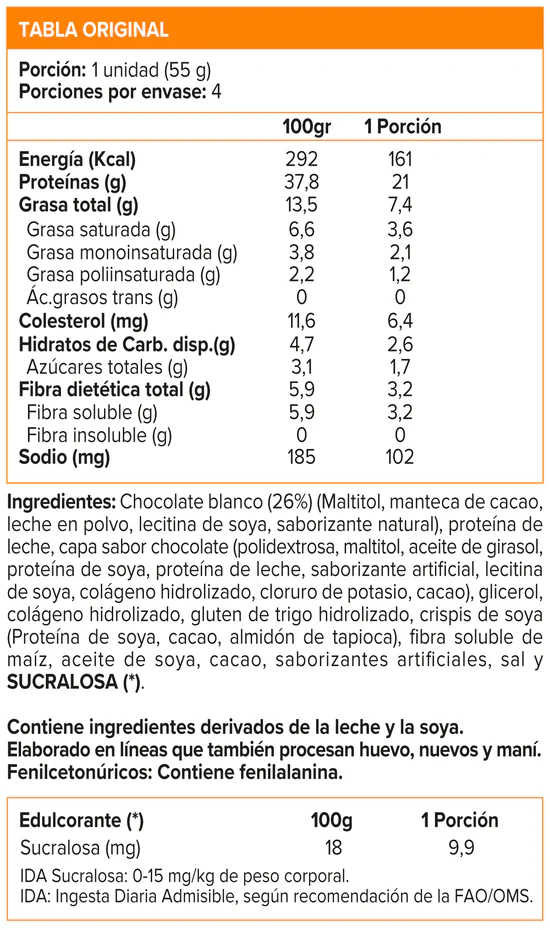 TABLA ORIGINAL
Porción: 1 unidad (55 g)
Porciones por envase: 4
100gr 1 Porción
Energía (Kcal) 292 161
Proteínas (g) 37,8 21
Grasa total (g) 13,5 7,4
Grasa saturada (g) 6,6 3,6
Grasa monoinsaturada (g) 3,8 2,1
Grasa poliinsaturada (g) 2,2 1,2
Ác.grasos trans (g) 0 0
Colesterol (mg) 11,6 6,4
Hidratos de Carb. disp.(g) 4,7 2,6
Azúcares totales (g) 3,1 1,7
Fibra dietética total (g) 5,9 3,2
Fibra soluble (g) 5,9 3,2
Fibra insoluble (g) 0 0
Sodio (mg) 185 102
Ingredientes: Chocolate blanco (26%) (Maltitol, manteca de cacao,
leche en polvo, lecitina de soya, saborizante natural), proteína de
leche, capa sabor chocolate (polidextrosa, maltitol, aceite de girasol,
proteína de soya, proteína de leche, saborizante artificial, lecitina
de soya, colágeno hidrolizado, cloruro de potasio, cacao), glicerol,
colágeno hidrolizado, gluten de trigo hidrolizado, crispis de soya
(Proteína de soya, cacao, almidón de tapioca), fibra soluble de
maíz, aceite de soya, cacao, saborizantes artificiales, sal y
SUCRALOSA (*).
Contiene ingredientes derivados de la leche y la soya.
Elaborado en líneas que también procesan huevo, nuevos y maní.
Fenilcetonúricos: Contiene fenilalanina.
Edulcorante (*) 100g 1 Porción
Sucralosa (mg) 18 9,9
IDA Sucralosa: 0-15 mg/kg de peso corporal.
IDA: Ingesta Diaria Admisible, según recomendación de la FAO/OMS.